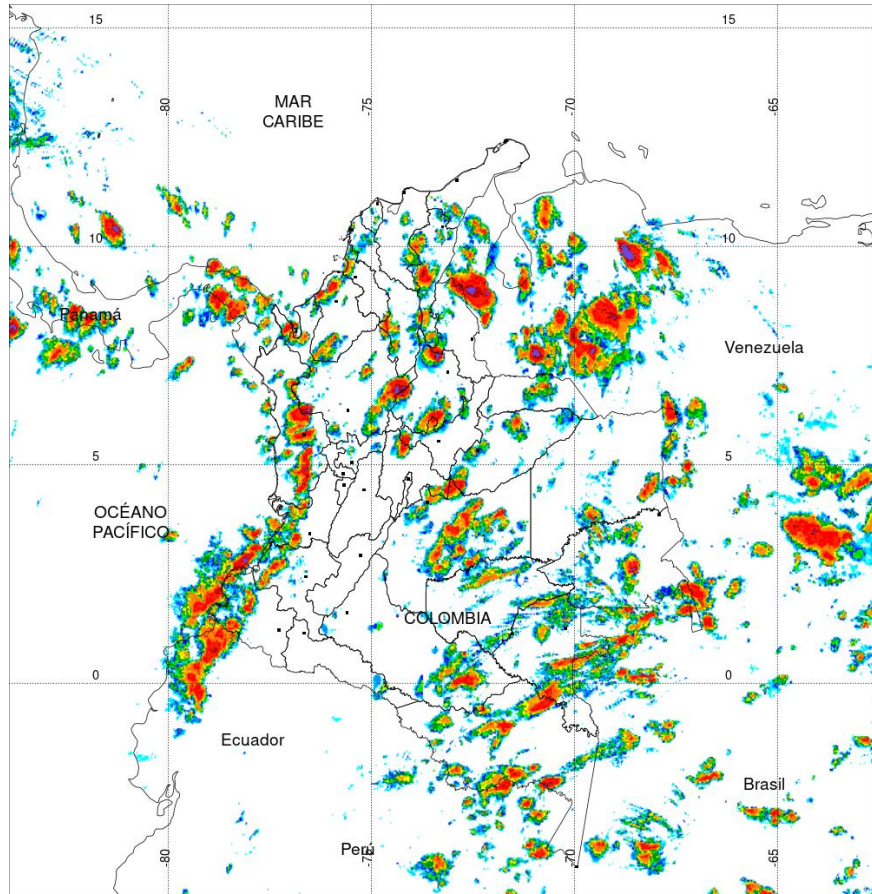 15
15
-80
-75
-70
-65
MAR
CARIBE
10
10
Panamá
Venezuela
5
5
OCÉANO
PACÍFICO
COLOMBIA
0
0
Ecuador
Brasil
Perú
-80
-75
-70
-65